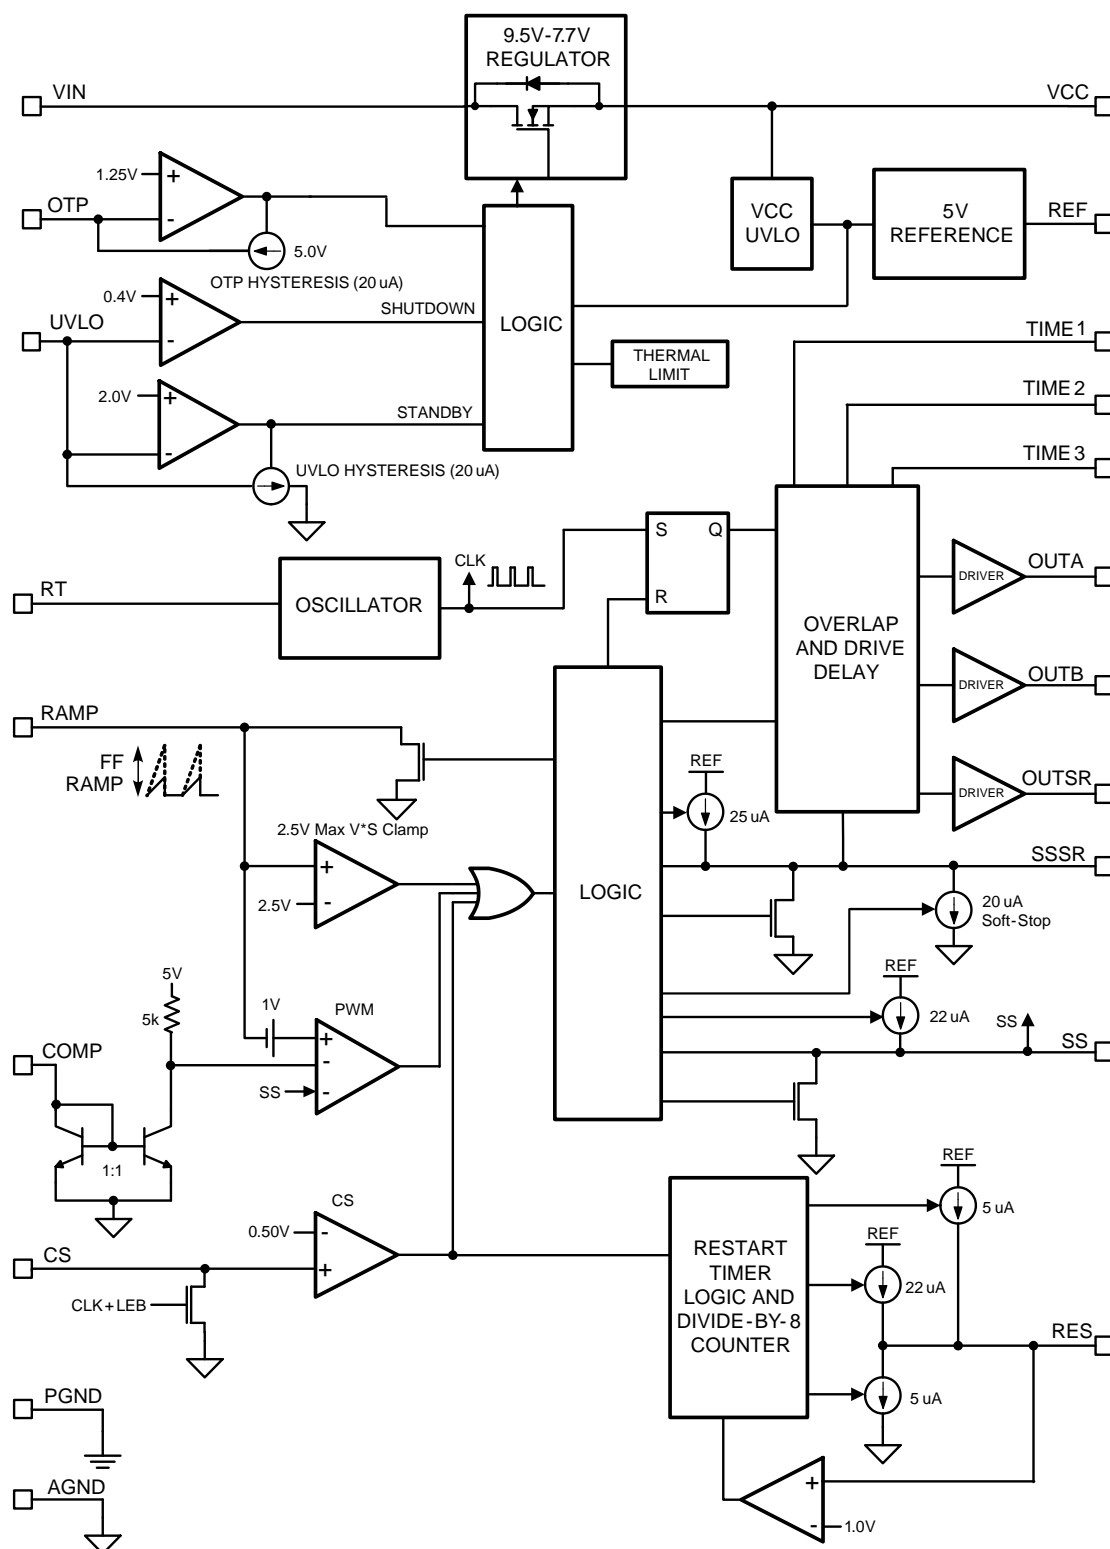 9.5V-7.7V
REGULATOR
VIN
VCC
1.25V
+
-
OTP
5.0V
OTP HYSTERESIS (20 uA)
VCC
UVLO
5V
REFERENCE
REF
0.4V
+
-
SHUTDOWN
UVLO
LOGIC
THERMAL
LIMIT
TIME 1
2.0V
+
-
STANDBY
TIME 2
UVLO HYSTERESIS (20 uA)
TIME 3
S
Q
R
CLK
RT
OSCILLATOR
OVERLAP
AND DRIVE
DELAY
DRIVER
OUTA
DRIVER
OUTB
DRIVER
OUTSR
RAMP
FF
RAMP
REF
25 uA
2.5V Max V*S Clamp
+
-
2.5V
LOGIC
SSSR
20 uA
Soft-Stop
5V
5k
1V
PWM
+
-
-
SS
REF
22 uA
SS
SS
COMP
1:1
CS
0.50V
-
+
CS
CLK+LEB
RESTART
TIMER
LOGIC AND
DIVIDE-BY-8
COUNTER
REF
5 uA
REF
22 uA
RES
5 uA
PGND
AGND
+
-
1.0V